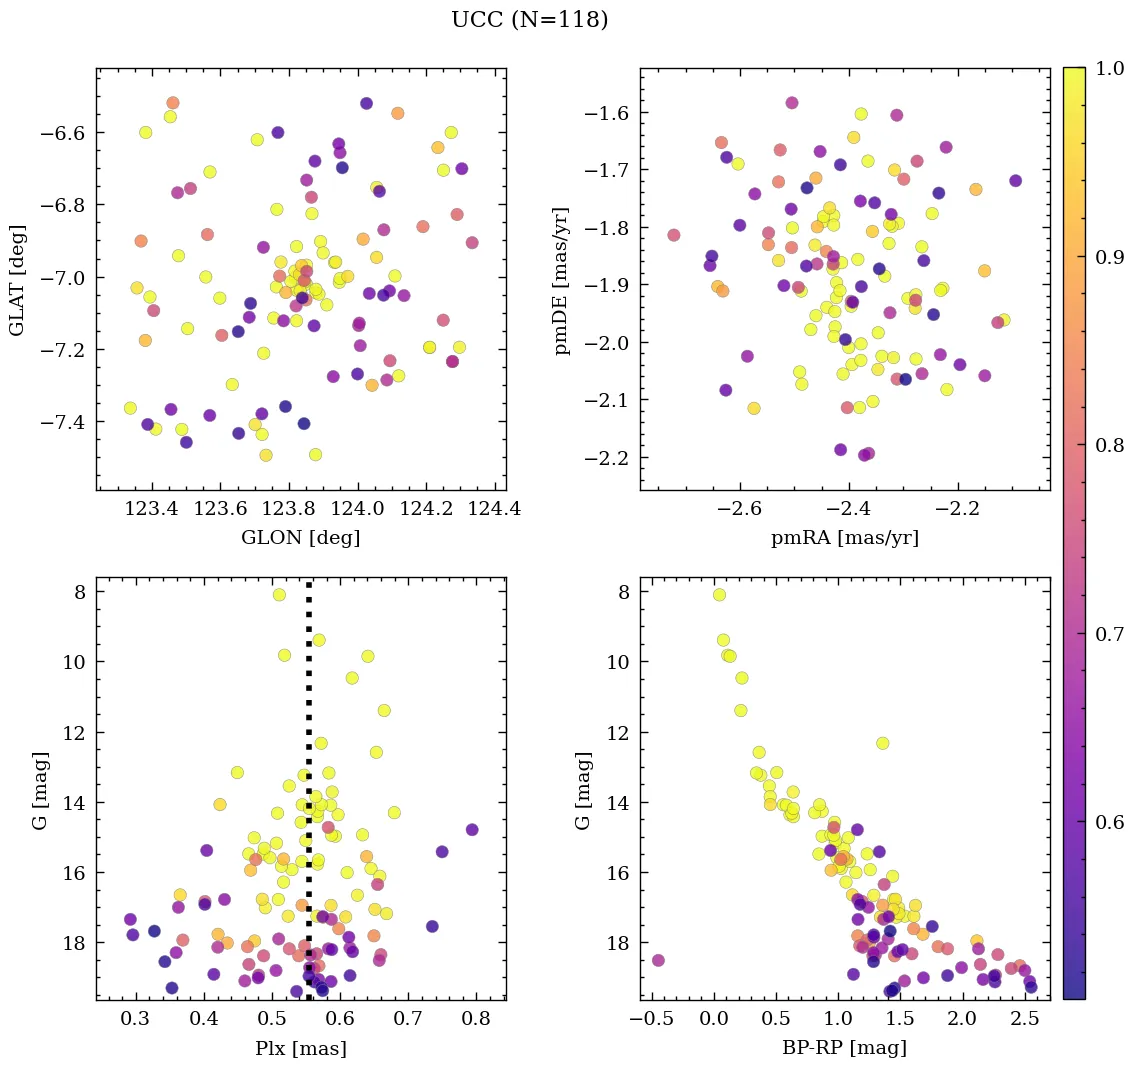 UCC (N=118)
−6.6
−6.8
−7.0
−7.2
−7.4
GLAT [deg]
123.4 123.6 123.8 124.0 124.2 124.4
GLON [deg]
−1.6
−1.7
−1.8
−1.9
−2.0
−2.1
−2.2
pmDE [mas/yr]
−2.6 −2.4 −2.2
pmRA [mas/yr]
1.0
0.9
0.8
0.7
0.6
8
10
12
14
16
18
G [mag]
0.3 0.4 0.5 0.6 0.7 0.8
Plx [mas]
8
10
12
14
16
18
G [mag]
−0.5 0.0 0.5 1.0 1.5 2.0 2.5
BP-RP [mag]